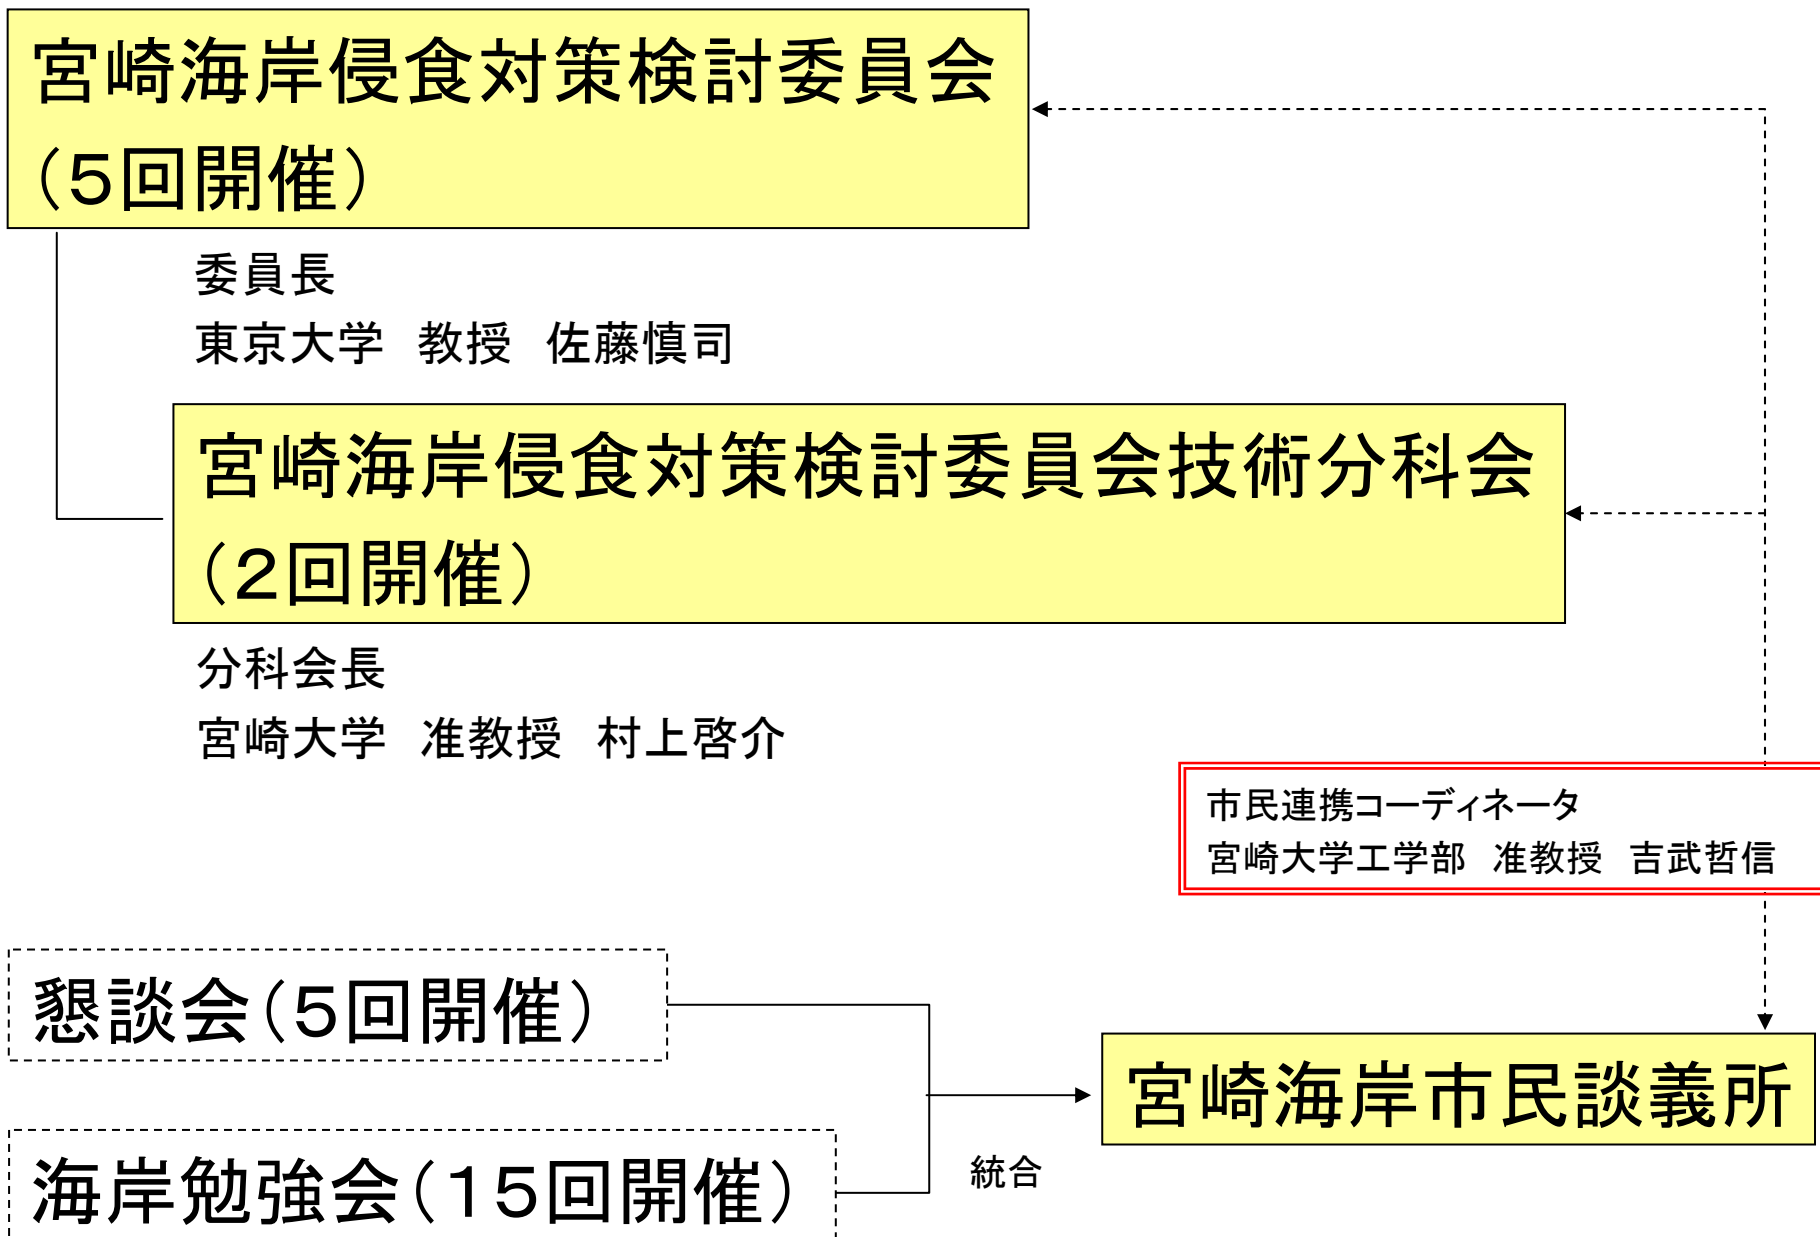 宮崎海岸侵食対策検討委員会
（５回開催）
委員長
東京大学　教授　佐藤愼司
宮崎海岸侵食対策検討委員会技術分科会
（２回開催）
分科会長
宮崎大学　准教授　村上啓介
市民連携コーディネータ
宮崎大学工学部　准教授　吉武哲信
懇談会（５回開催）
宮崎海岸市民談義所
統合
海岸勉強会（１５回開催）